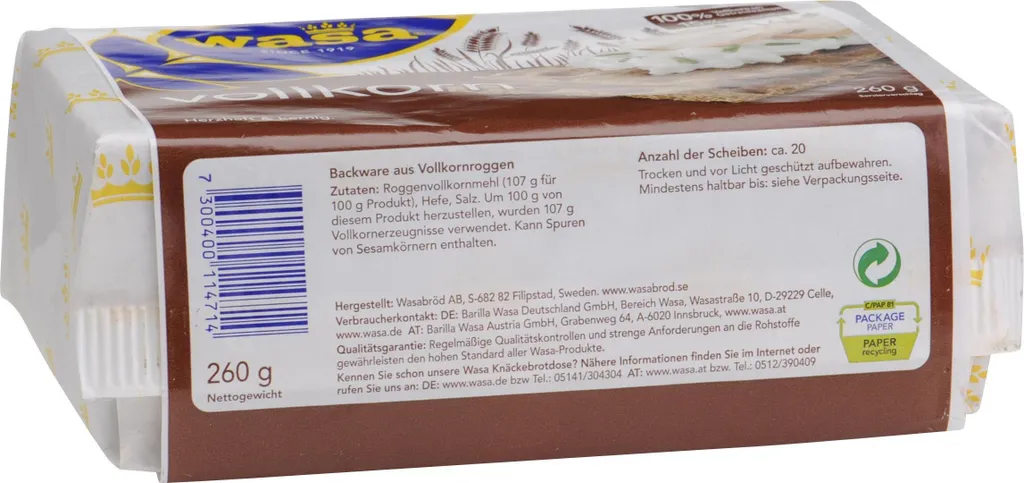 wasa
SINCE 1919
100%
vollkorn
Herzhaft & kernig.
260 g
7 300400 114714
Backware aus Vollkornroggen
Zutaten: Roggenvollkornmehl (107 g für
100 g Produkt), Hefe, Salz. Um 100 g von
diesem Produkt herzustellen, wurden 107 g
Vollkornerzeugnisse verwendet. Kann Spuren
von Sesamkörnern enthalten.
Anzahl der Scheiben: ca. 20
Trocken und vor Licht geschützt aufbewahren.
Mindestens haltbar bis: siehe Verpackungsseite.
Hergestellt: Wasabröd AB, S-682 82 Filipstad, Sweden. www.wasabrod.se
Verbraucherkontakt: DE: Barilla Wasa Deutschland GmbH, Bereich Wasa, Wasastraße 10, D-29229 Celle,
www.wasa.de AT: Barilla Wasa Austria GmbH, Grabenweg 64, A-6020 Innsbruck, www.wasa.at
Qualitätsgarantie: Regelmäßige Qualitätskontrollen und strenge Anforderungen an die Rohstoffe
gewährleisten den hohen Standard aller Wasa-Produkte.
Kennen Sie schon unsere Wasa Knäckebrotdose? Nähere Informationen finden Sie im Internet oder
rufen Sie uns an: DE: www.wasa.de bzw Tel.: 05141/304304 AT: www.wasa.at bzw. Tel.: 0512/390409
260 g
Nettogewicht
C/PAP 81
PACKAGE
PAPER
PAPER
recycling